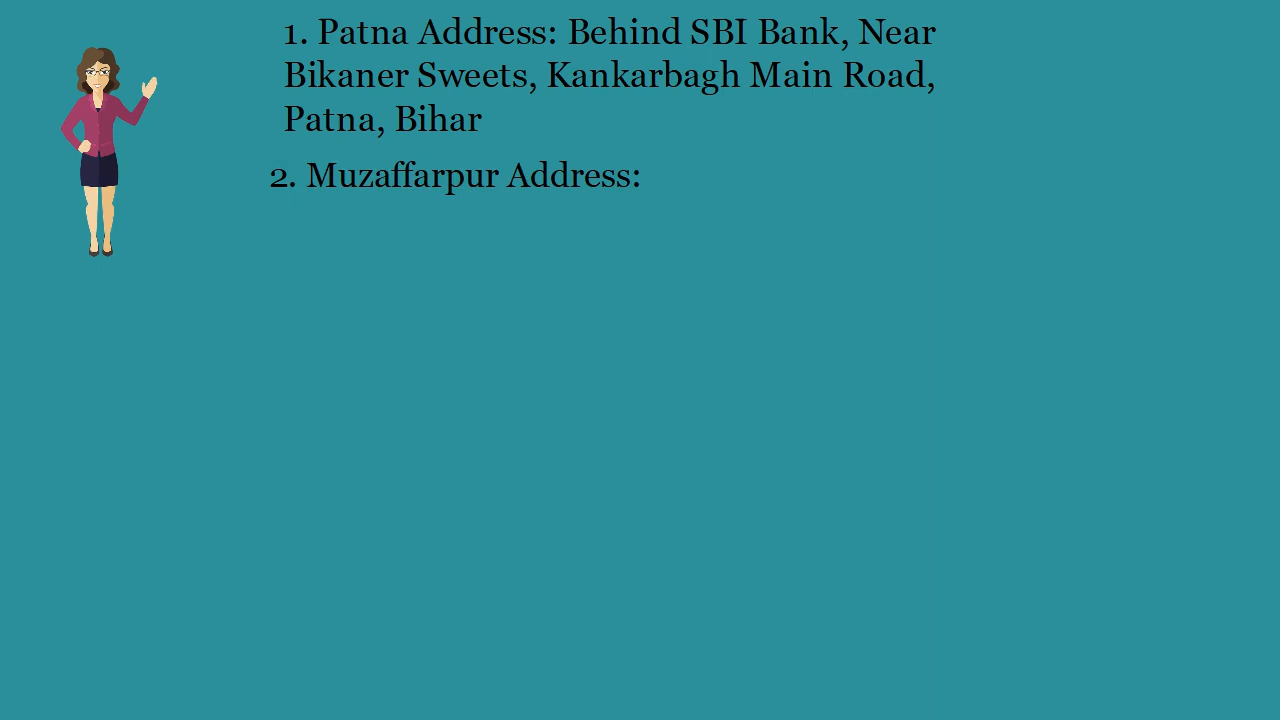 1. Patna Address: Behind SBI Bank, Near
Bikaner Sweets, Kankarbagh Main Road,
Patna, Bihar
2. Muzaffarpur Address: